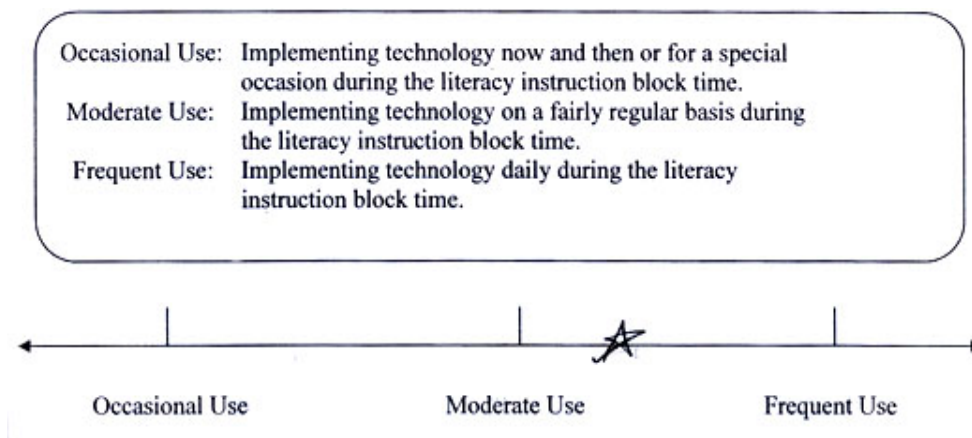 Occasional Use: Implementing technology now and then or for a special
occasion during the literacy instruction block time.
Moderate Use: Implementing technology on a fairly regular basis during
the literacy instruction block time.
Frequent Use: Implementing technology daily during the literacy
instruction block time.
Occasional Use Moderate Use Frequent Use